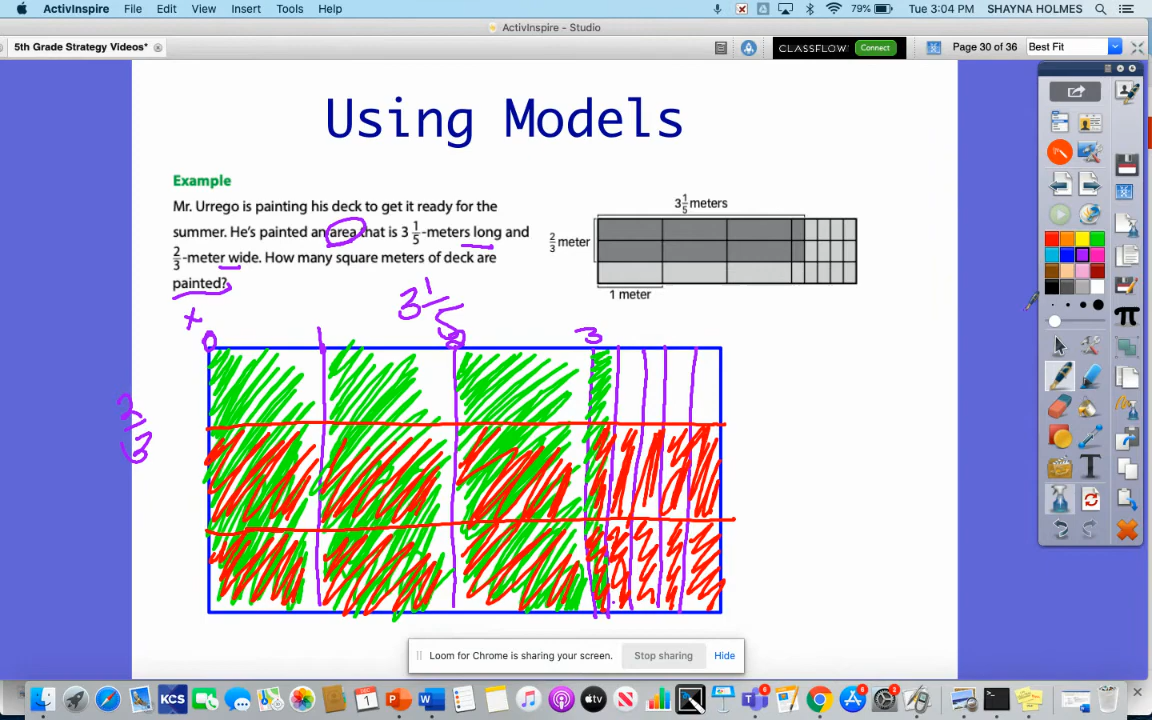 ActivInspire File Edit View Insert Tools Help 79% Tue 3:04 PM SHAYNA HOLMES
ActivInspire - Studio
5th Grade Strategy Videos* CLASSFLOW Connect Page 30 of 36 Best Fit
Using Models
Example
Mr. Urrego is painting his deck to get it ready for the
summer. He's painted an area that is 3 1/5-meters long and
2/3-meter wide. How many square meters of deck are
painted?
3 1/5 meters
2/3 meter
1 meter
+
3 1/5
0 1 2 3
2/3
Loom for Chrome is sharing your screen. Stop sharing Hide
KCS